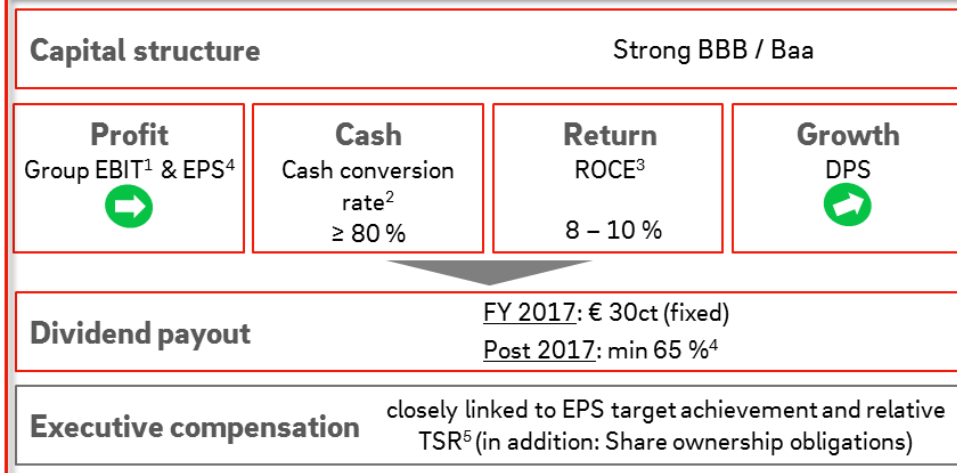 Capital structure
Strong BBB / Baa
Profit
Group EBIT¹ & EPS⁴
Cash
Cash conversion
rate²
≥ 80 %
Return
ROCE³
8 – 10 %
Growth
DPS
Dividend payout
FY 2017: € 30ct (fixed)
Post 2017: min 65 %⁴
Executive compensation
closely linked to EPS target achievement and relative
TSR⁵ (in addition: Share ownership obligations)